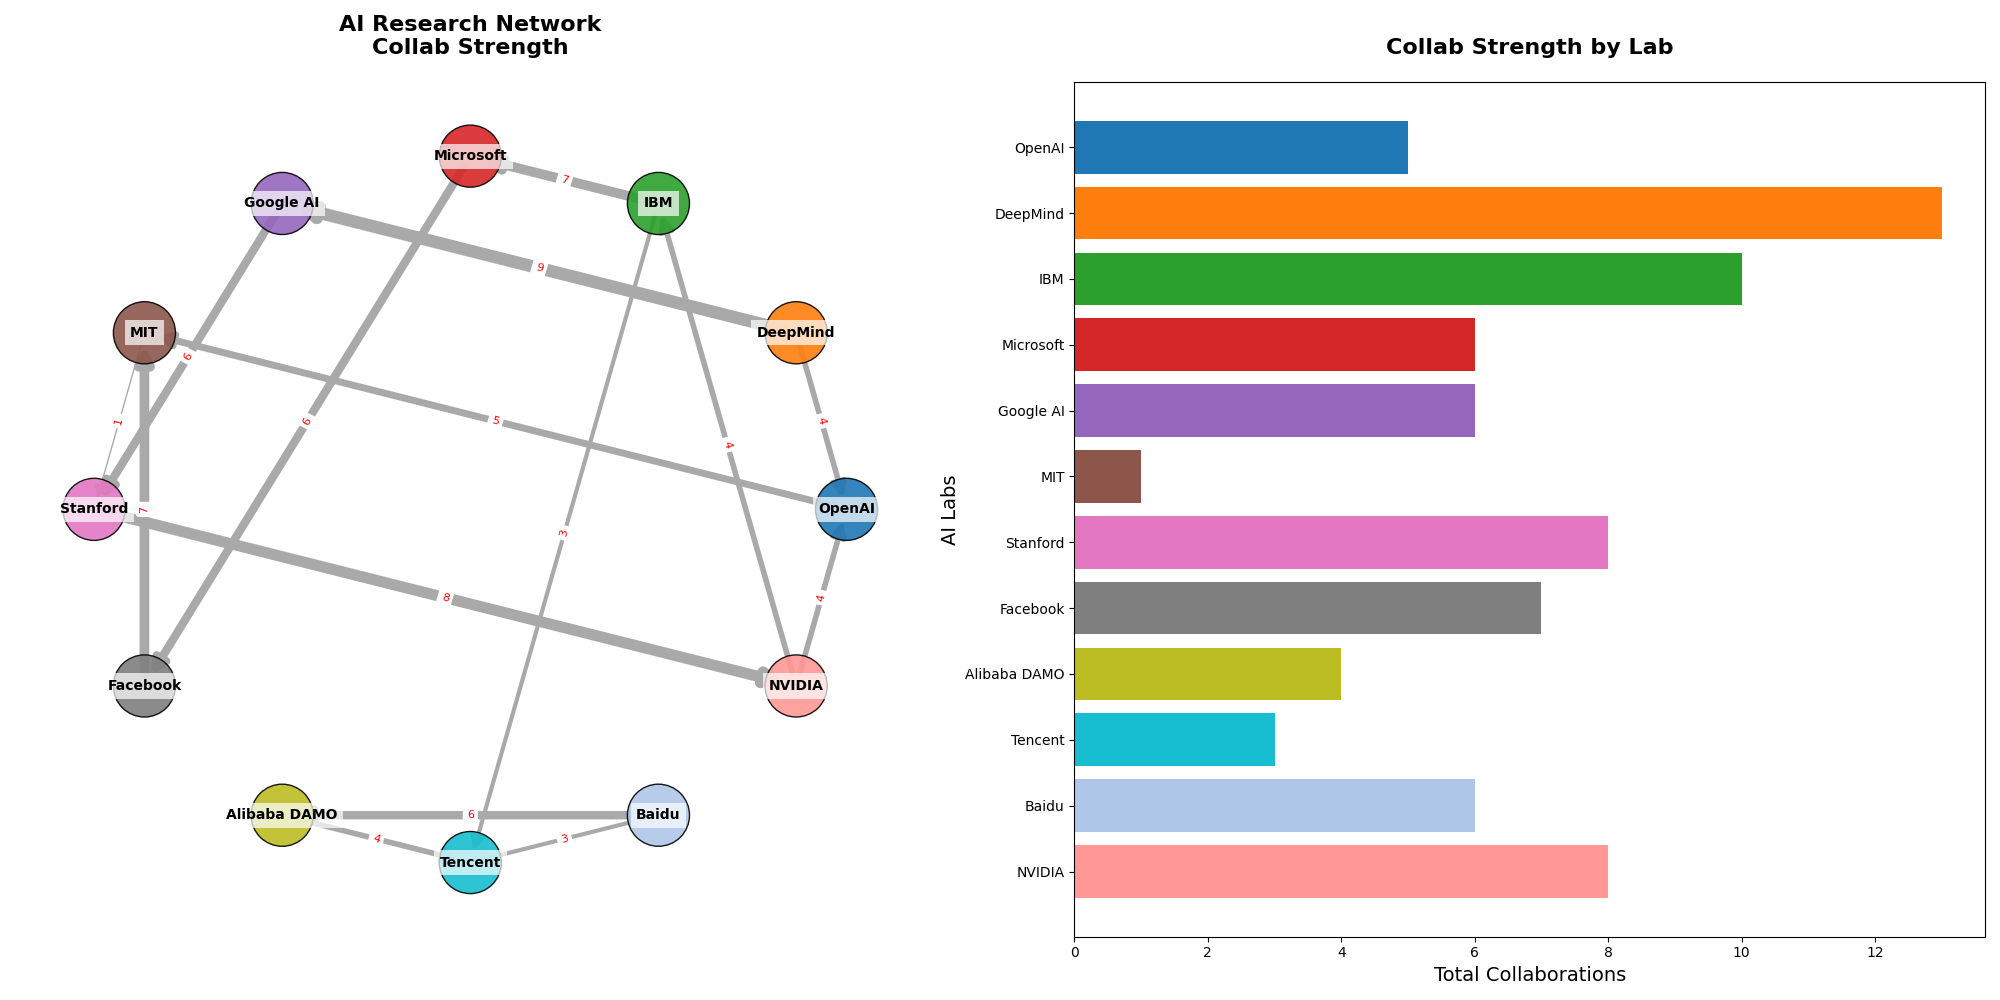 AI Research Network
Collab Strength
Microsoft
7
Google AI
IBM
9
MIT
6
DeepMind
1
6
5
4
4
Stanford
7
OpenAI
3
8
4
Facebook
NVIDIA
Alibaba DAMO
6
Baidu
4
3
Tencent
Collab Strength by Lab
AI Labs
OpenAI
DeepMind
IBM
Microsoft
Google AI
MIT
Stanford
Facebook
Alibaba DAMO
Tencent
Baidu
NVIDIA
0 2 4 6 8 10 12
Total Collaborations